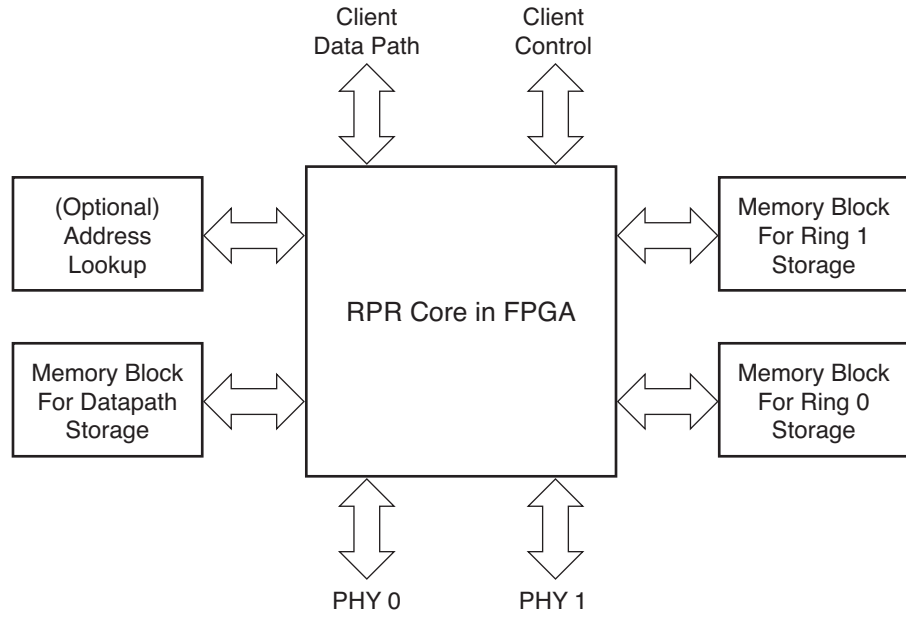 Client
Data Path
Client
Control
(Optional)
Address
Lookup
Memory Block
For Ring 1
Storage
RPR Core in FPGA
Memory Block
For Datapath
Storage
Memory Block
For Ring 0
Storage
PHY 0
PHY 1